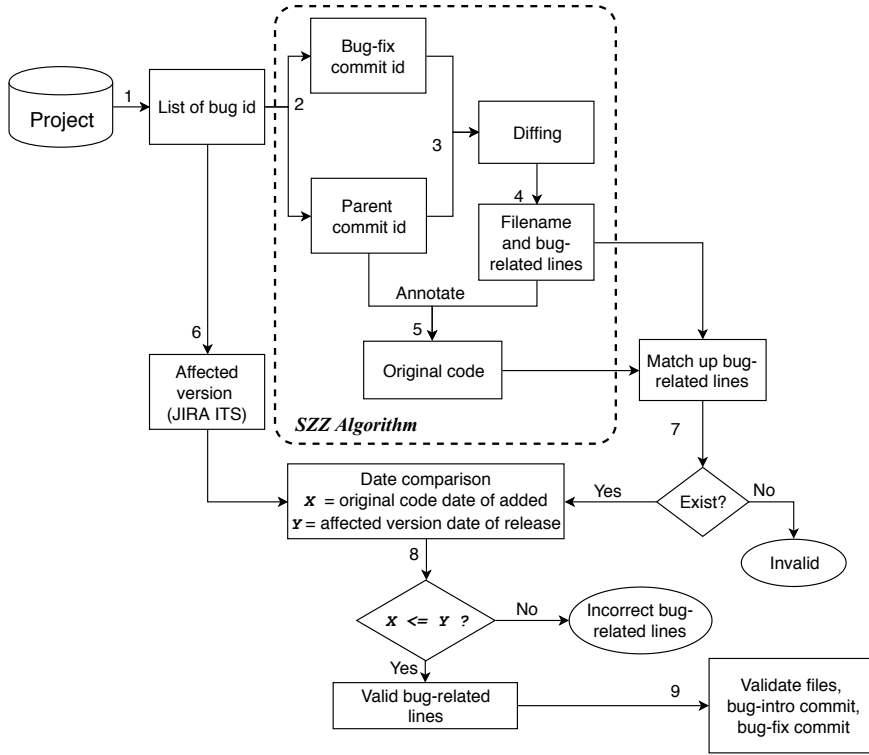 Project
1
List of bug id
2
Bug-fix
commit id
Parent
commit id
3
Diffing
4
Filename
and bug-
related lines
Annotate
5
Original code
SZZ Algorithm
6
Affected
version
(JIRA ITS)
Match up bug-
related lines
7
Exist?
Yes
No
Invalid
Date comparison
X = original code date of added
Y = affected version date of release
8
X <= Y ?
No
Incorrect bug-
related lines
Yes
Valid bug-related
lines
9
Validate files,
bug-intro commit,
bug-fix commit